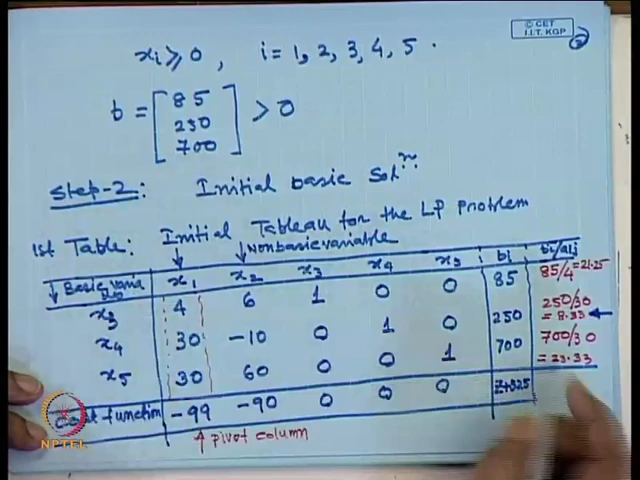 © CET
I.I.T. KGP
xi ≥ 0 , i = 1, 2, 3, 4, 5 .
b = [ 85
250
700 ] > 0
Step-2: Initial basic Solⁿ:
1st Table: Initial Tableau for the LP Problem
Nonbasic variable
Basic variables x1 x2 x3 x4 x5 bi bi/aij
x3 4 6 1 0 0 85 85/4 = 21.25
x4 30 -10 0 1 0 250 250/30 = 8.33
x5 30 60 0 0 1 700 700/30 = 23.33
Cost function -99 -90 0 0 0 Z+825
pivot column
NPTEL